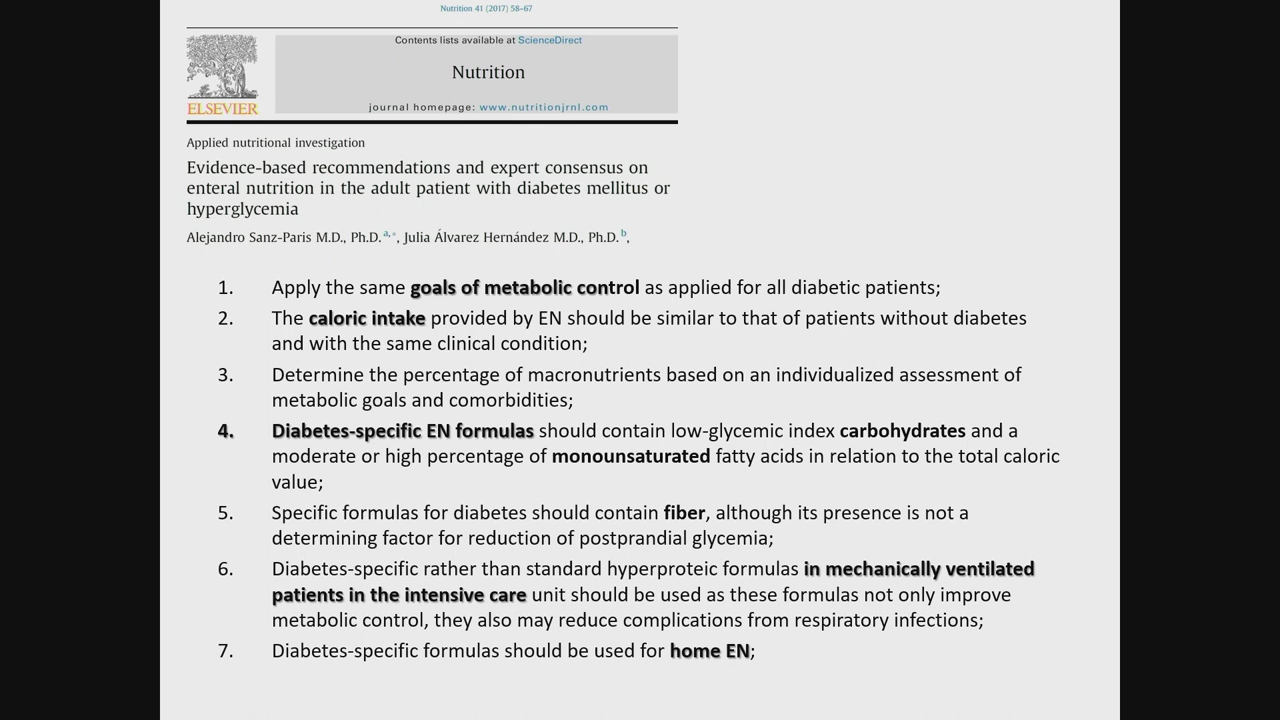 Nutrition 41 (2017) 58–67
Contents lists available at ScienceDirect
Nutrition
journal homepage: www.nutritionjrnl.com
ELSEVIER
Applied nutritional investigation
Evidence-based recommendations and expert consensus on
enteral nutrition in the adult patient with diabetes mellitus or
hyperglycemia
Alejandro Sanz-Paris M.D., Ph.D. a,*, Julia Álvarez Hernández M.D., Ph.D. b,
1. Apply the same goals of metabolic control as applied for all diabetic patients;
2. The caloric intake provided by EN should be similar to that of patients without diabetes
and with the same clinical condition;
3. Determine the percentage of macronutrients based on an individualized assessment of
metabolic goals and comorbidities;
4. Diabetes-specific EN formulas should contain low-glycemic index carbohydrates and a
moderate or high percentage of monounsaturated fatty acids in relation to the total caloric
value;
5. Specific formulas for diabetes should contain fiber, although its presence is not a
determining factor for reduction of postprandial glycemia;
6. Diabetes-specific rather than standard hyperproteic formulas in mechanically ventilated
patients in the intensive care unit should be used as these formulas not only improve
metabolic control, they also may reduce complications from respiratory infections;
7. Diabetes-specific formulas should be used for home EN;